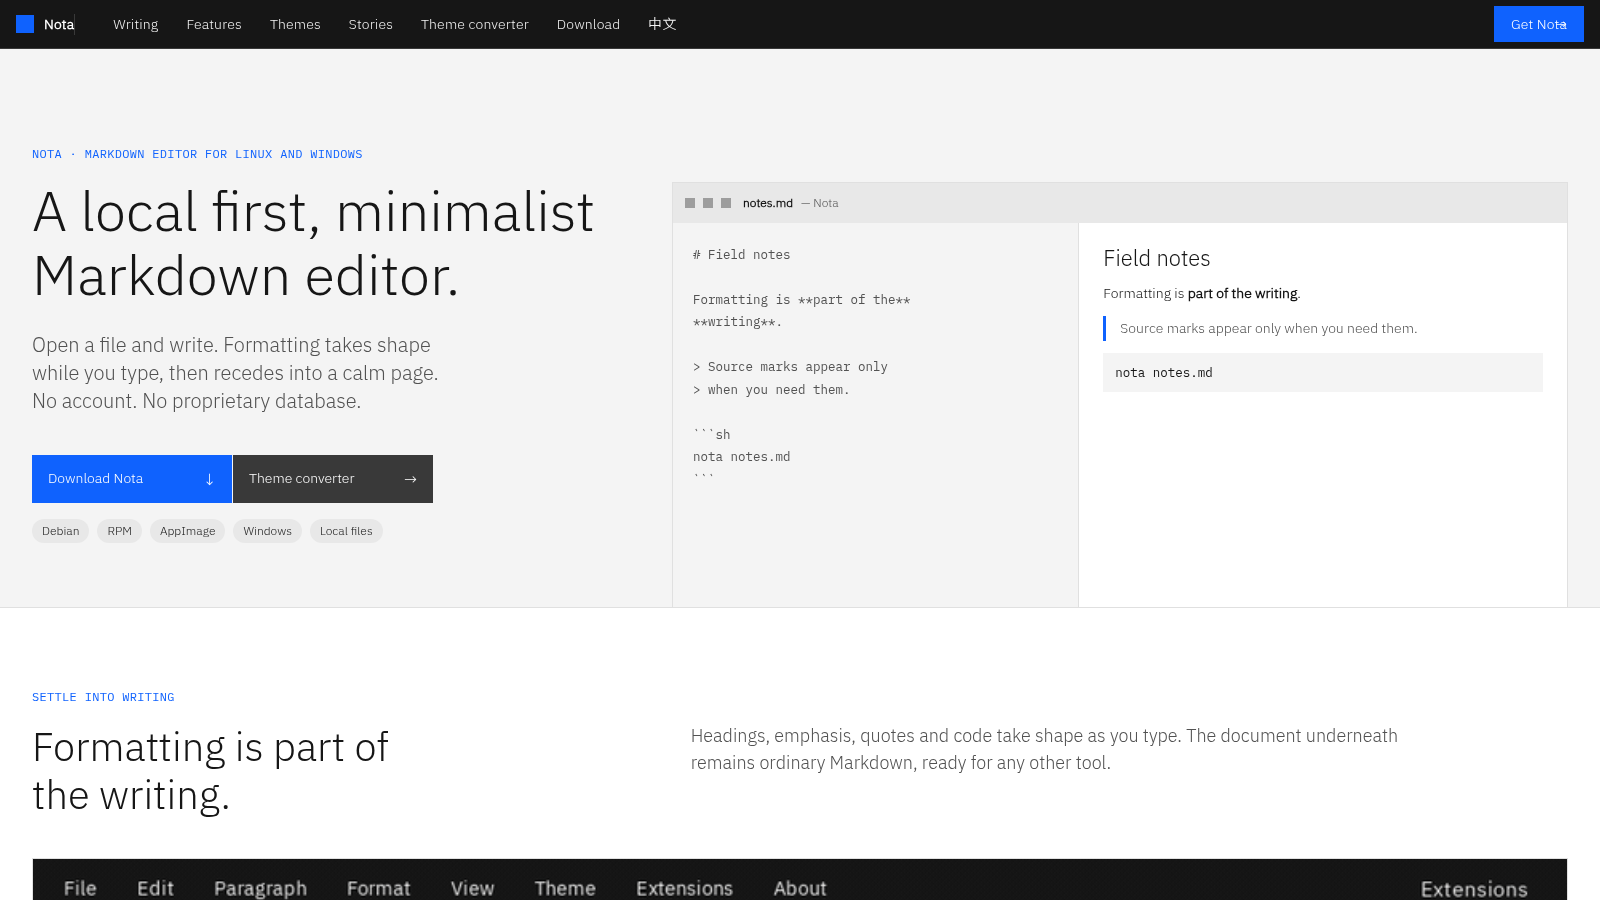 Nota
Writing Features Themes Stories Theme converter Download 中文
Get Nota →
NOTA · MARKDOWN EDITOR FOR LINUX AND WINDOWS
A local first, minimalist
Markdown editor.
Open a file and write. Formatting takes shape
while you type, then recedes into a calm page.
No account. No proprietary database.
Download Nota ↓
Theme converter →
Debian RPM AppImage Windows Local files
notes.md — Nota
# Field notes
Formatting is **part of the**
**writing**.
> Source marks appear only
> when you need them.
```sh
nota notes.md
```
Field notes
Formatting is part of the writing.
Source marks appear only when you need them.
nota notes.md
SETTLE INTO WRITING
Formatting is part of
the writing.
Headings, emphasis, quotes and code take shape as you type. The document underneath
remains ordinary Markdown, ready for any other tool.
File Edit Paragraph Format View Theme Extensions About Extensions